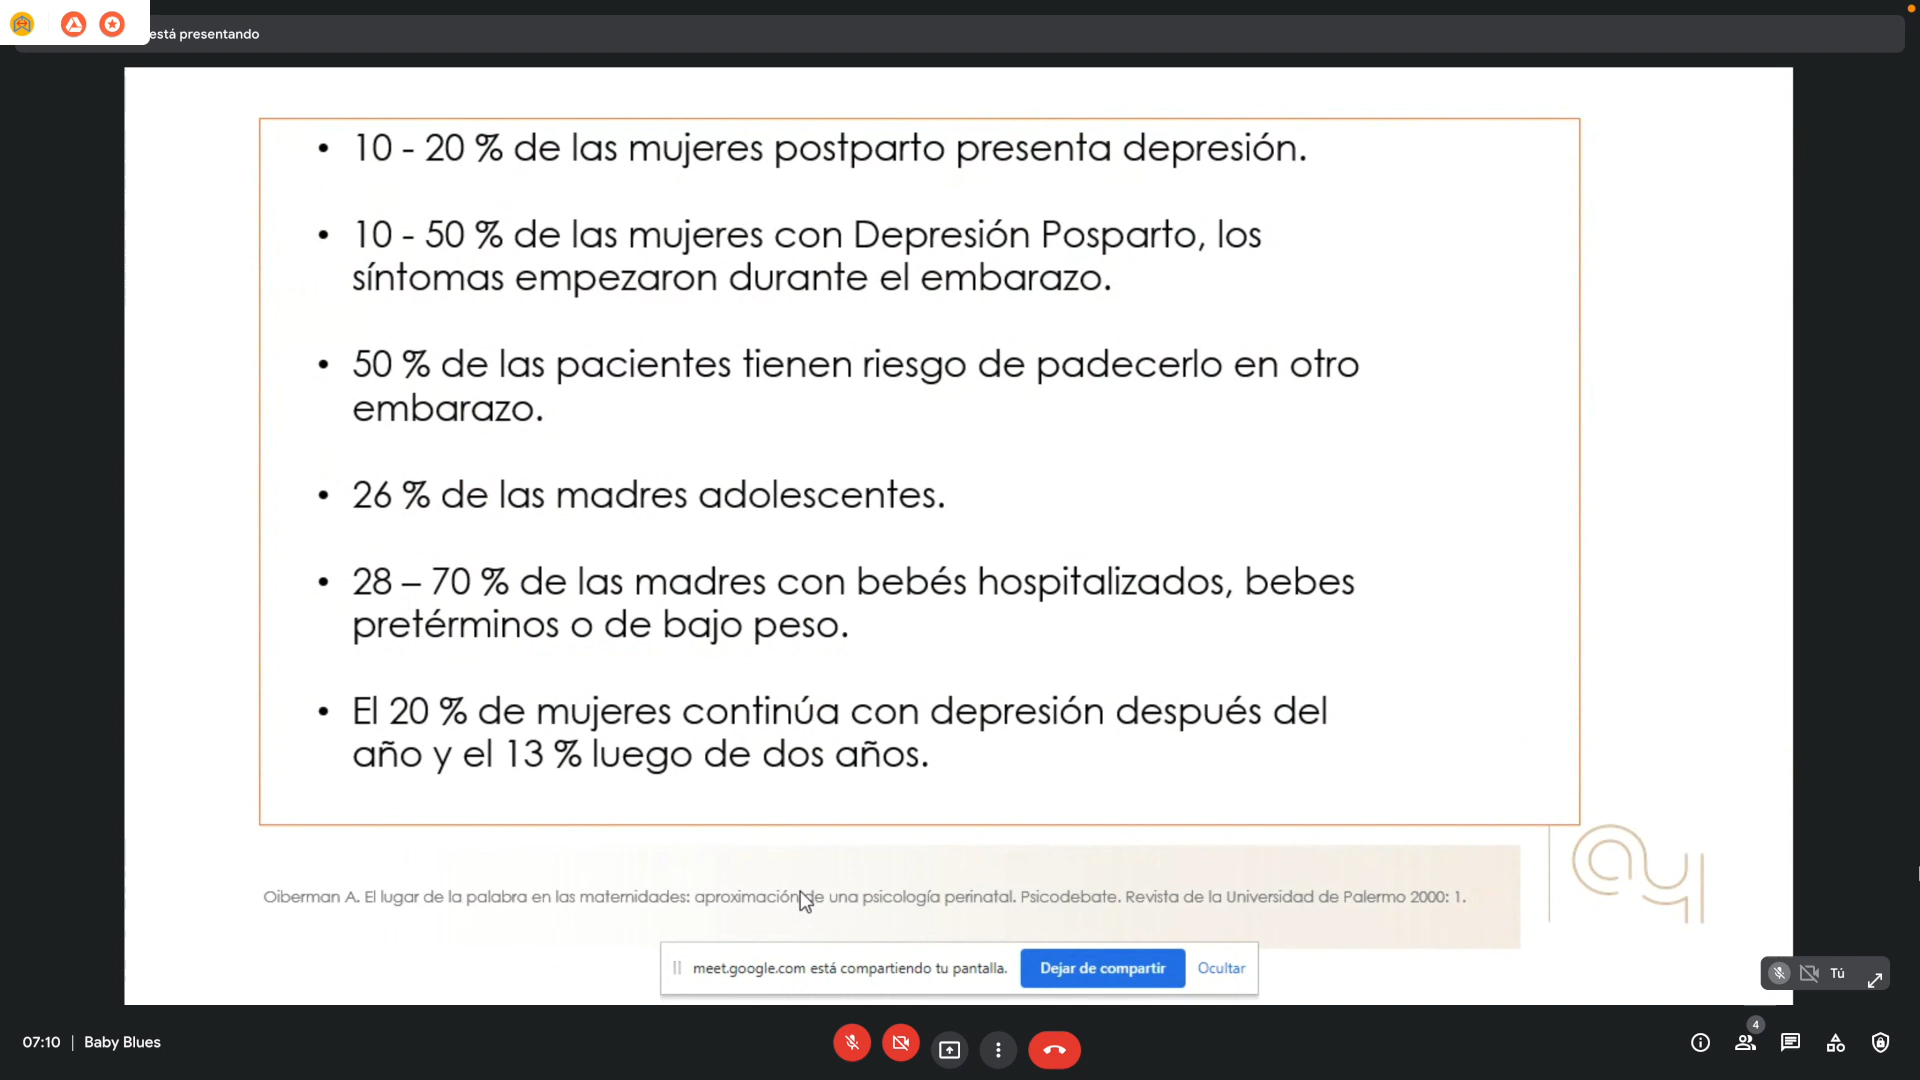 está presentando
• 10 - 20 % de las mujeres postparto presenta depresión.
• 10 - 50 % de las mujeres con Depresión Posparto, los
síntomas empezaron durante el embarazo.
• 50 % de las pacientes tienen riesgo de padecerlo en otro
embarazo.
• 26 % de las madres adolescentes.
• 28 – 70 % de las madres con bebés hospitalizados, bebes
pretérminos o de bajo peso.
• El 20 % de mujeres continúa con depresión después del
año y el 13 % luego de dos años.
Oiberman A. El lugar de la palabra en las maternidades: aproximación de una psicología perinatal. Psicodebate. Revista de la Universidad de Palermo 2000: 1.
meet.google.com está compartiendo tu pantalla. Dejar de compartir Ocultar
Tú
07:10 | Baby Blues
4